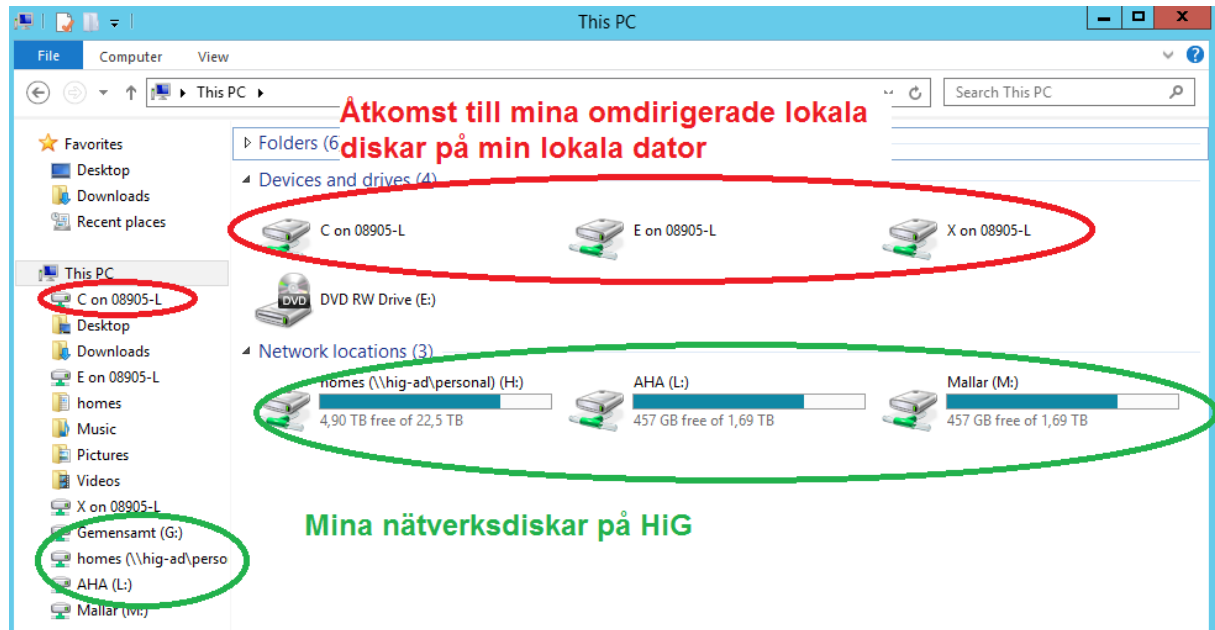 This PC
File Computer View
This PC
Search This PC
Åtkomst till mina omdirigerade lokala
diskar på min lokala dator
Favorites
Desktop
Downloads
Recent places
This PC
C on 08905-L
Desktop
Downloads
E on 08905-L
homes
Music
Pictures
Videos
X on 08905-L
Gemensamt (G:)
homes (\\hig-ad\perso
AHA (L:)
Mallar (M:)
Folders (6
Devices and drives (4)
C on 08905-L
E on 08905-L
X on 08905-L
DVD
DVD RW Drive (E:)
Network locations (3)
homes (\\hig-ad\personal) (H:)
4,90 TB free of 22,5 TB
AHA (L:)
457 GB free of 1,69 TB
Mallar (M:)
457 GB free of 1,69 TB
Mina nätverksdiskar på HiG